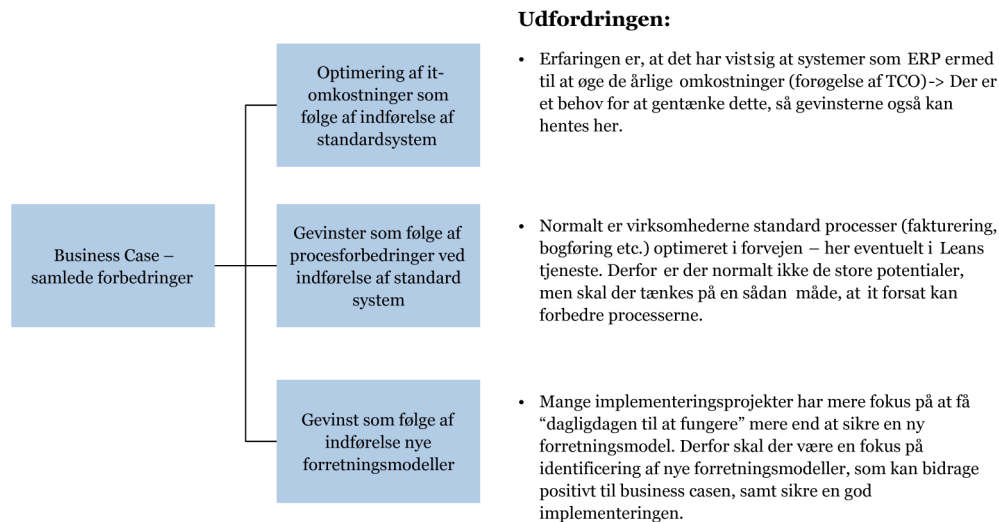 Udfordringen:
Optimering af it-
omkostninger som
følge af indførelse af
standardsystem
• Erfaringen er, at det har vist sig at systemer som ERP er med
til at øge de årlige omkostninger (forøgelse af TCO) -> Der er
et behov for at gentænke dette, så gevinsterne også kan
hentes her.
Business Case –
samlede forbedringer
Gevinster som følge af
procesforbedringer ved
indførelse af standard
system
• Normalt er virksomhederne standard processer (fakturering,
bogføring etc.) optimeret i forvejen – her eventuelt i Leans
tjeneste. Derfor er der normalt ikke de store potentialer,
men skal der tænkes på en sådan måde, at it forsat kan
forbedre processerne.
Gevinst som følge af
indførelse nye
forretningsmodeller
• Mange implementeringsprojekter har mere fokus på at få
“dagligdagen til at fungere” mere end at sikre en ny
forretningsmodel. Derfor skal der være en fokus på
identificering af nye forretningsmodeller, som kan bidrage
positivt til business casen, samt sikre en god
implementeringen.